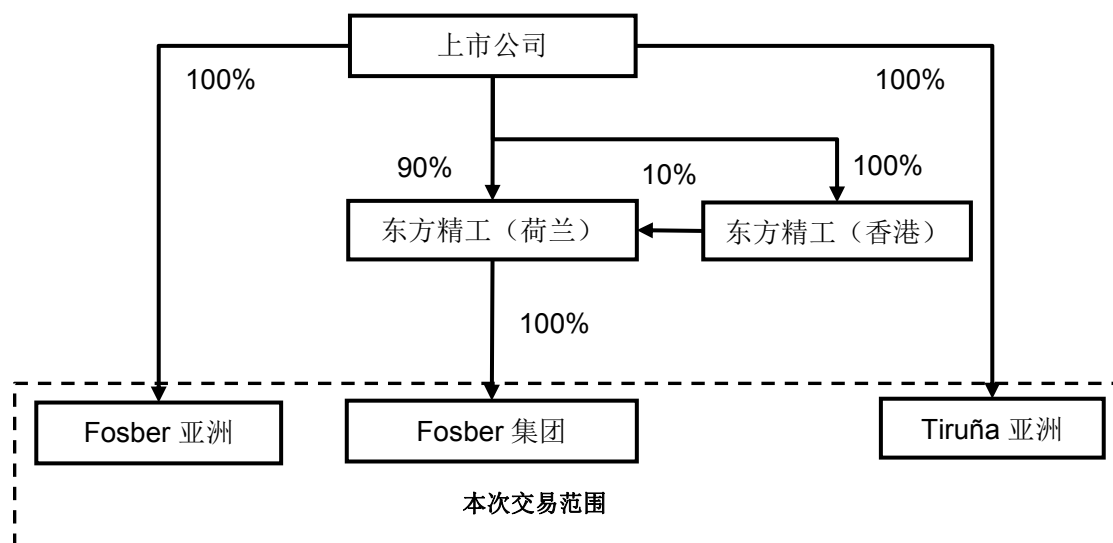 上市公司
100%
100%
90%
10%
100%
东方精工（荷兰）
东方精工（香港）
100%
Fosber 亚洲
Fosber 集团
Tiruña 亚洲
本次交易范围